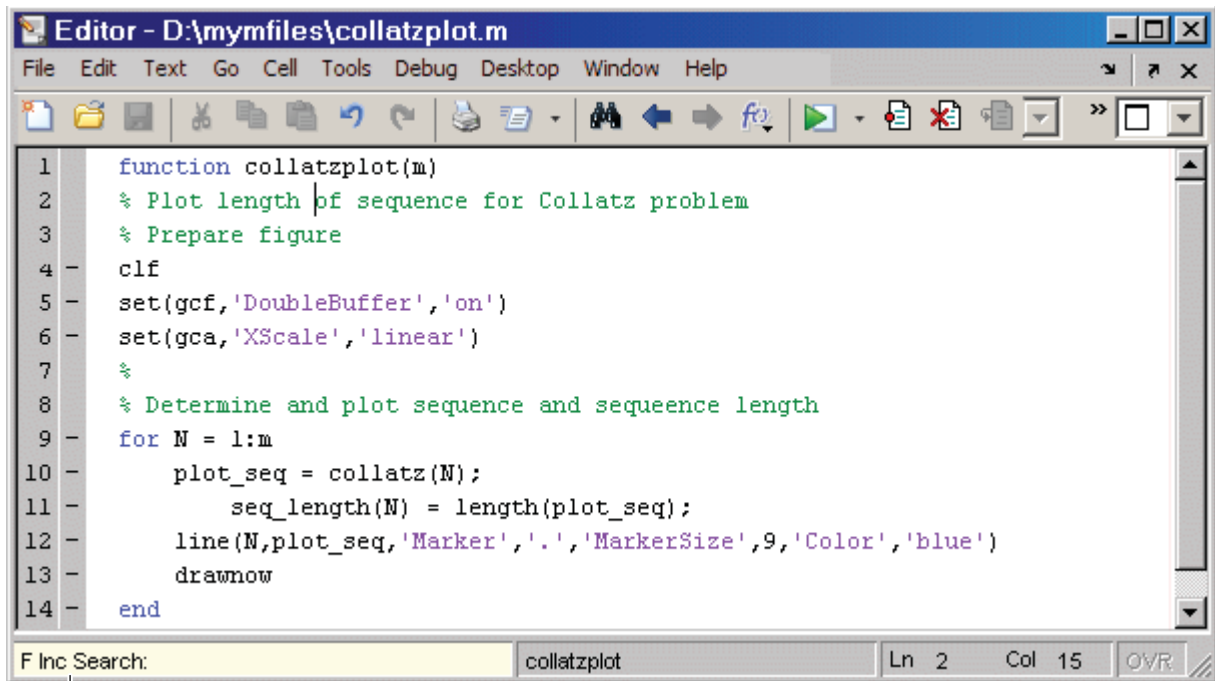 Editor - D:\mymfiles\collatzplot.m
File Edit Text Go Cell Tools Debug Desktop Window Help
1 function collatzplot(m)
2 % Plot length of sequence for Collatz problem
3 % Prepare figure
4 - clf
5 - set(gcf,'DoubleBuffer','on')
6 - set(gca,'XScale','linear')
7 %
8 % Determine and plot sequence and sequeence length
9 - for N = 1:m
10 - plot_seq = collatz(N);
11 - seq_length(N) = length(plot_seq);
12 - line(N,plot_seq,'Marker','.','MarkerSize',9,'Color','blue')
13 - drawnow
14 - end
F Inc Search: collatzplot Ln 2 Col 15 OVR